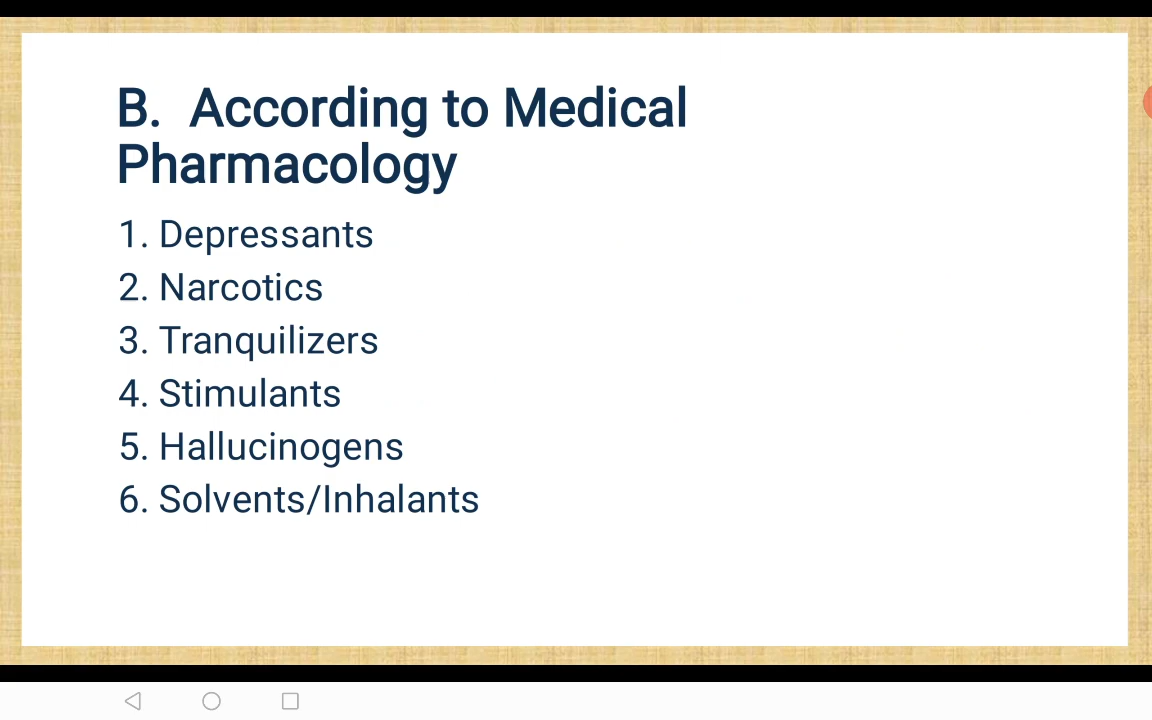 B.  According to Medical
Pharmacology
1. Depressants
2. Narcotics
3. Tranquilizers
4. Stimulants
5. Hallucinogens
6. Solvents/Inhalants